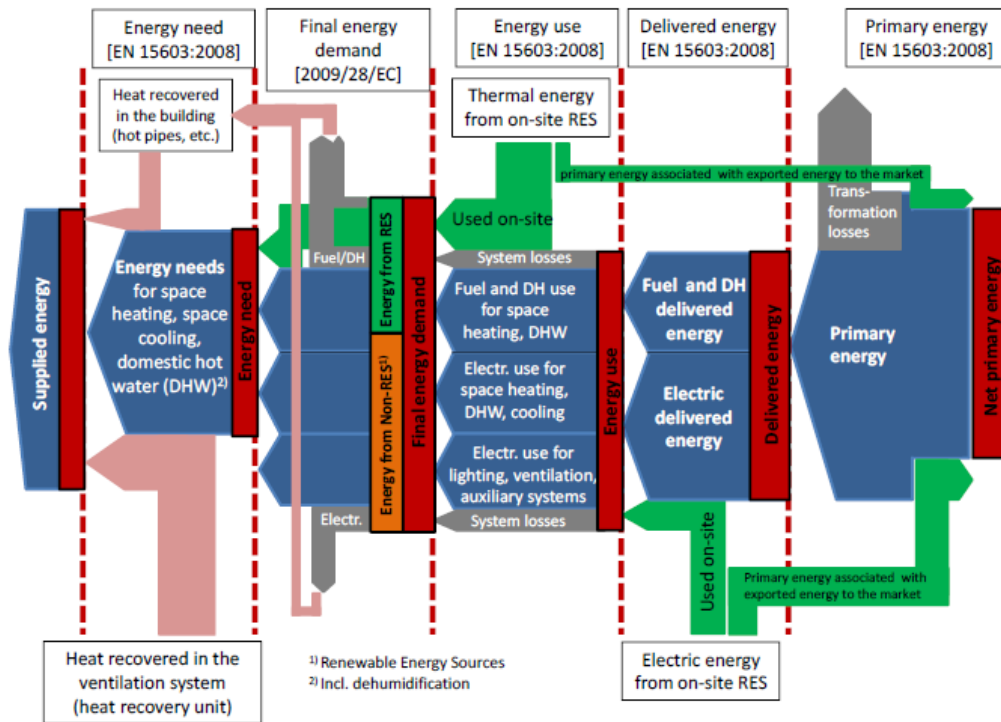 Energy need
[EN 15603:2008]
Final energy
demand
[2009/28/EC]
Energy use
[EN 15603:2008]
Delivered energy
[EN 15603:2008]
Primary energy
[EN 15603:2008]
Heat recovered
in the building
(hot pipes, etc.)
Thermal energy
from on-site RES
primary energy associated with exported energy to the market
Used on-site
Trans-
formation
losses
Fuel/DH
System losses
Supplied energy
Energy needs
for space
heating, space
cooling,
domestic hot
water (DHW)2)
Energy need
Energy from RES
Energy from Non-RES1)
Final energy demand
Fuel and DH use
for space
heating, DHW
Electr. use for
space heating,
DHW, cooling
Electr. use for
lighting, ventilation,
auxiliary systems
Energy use
Fuel and DH
delivered
energy
Electric
delivered
energy
Delivered energy
Primary
energy
Net primary energy
Electr.
System losses
Used on-site
Primary energy associated with
exported energy to the market
Heat recovered in the
ventilation system
(heat recovery unit)
1) Renewable Energy Sources
2) Incl. dehumidification
Electric energy
from on-site RES